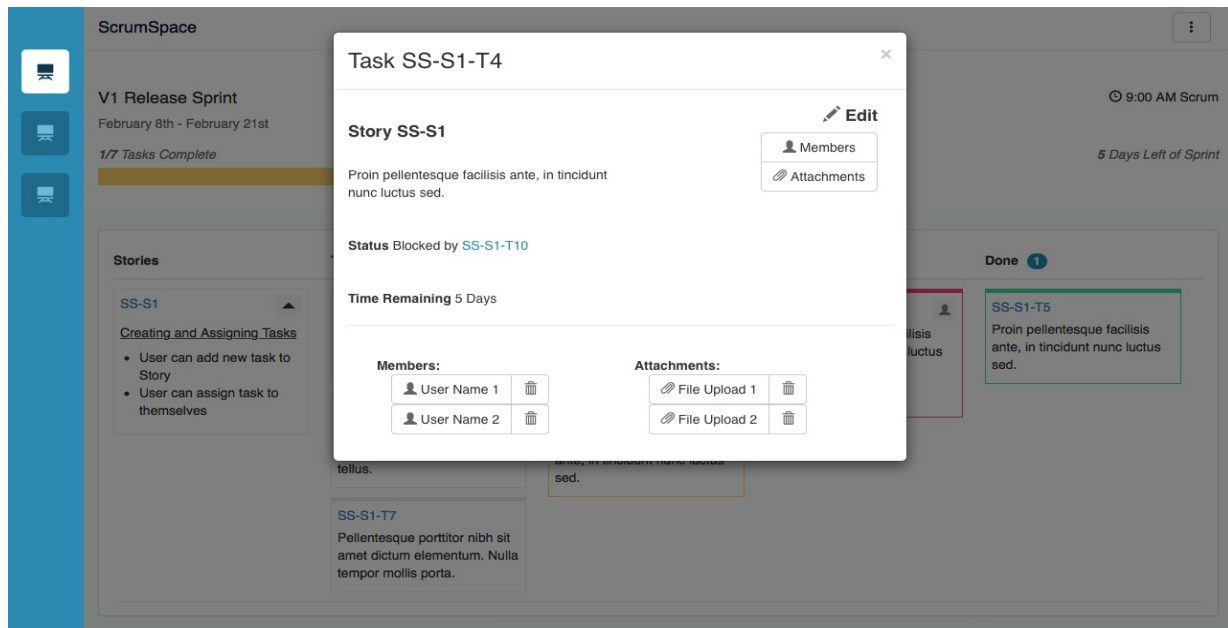 ScrumSpace
Task SS-S1-T4
×
V1 Release Sprint
9:00 AM Scrum
February 8th - February 21st
1/7 Tasks Complete
5 Days Left of Sprint
Edit
Story SS-S1
Members
Attachments
Proin pellentesque facilisis ante, in tincidunt
nunc luctus sed.
Status Blocked by SS-S1-T10
Time Remaining 5 Days
Members:
User Name 1
User Name 2
Attachments:
File Upload 1
File Upload 2
Stories
SS-S1
Creating and Assigning Tasks
• User can add new task to
Story
• User can assign task to
themselves
tellus.
SS-S1-T7
Pellentesque porttitor nibh sit
amet dictum elementum. Nulla
tempor mollis porta.
sed.
luctus
Done 1
SS-S1-T5
Proin pellentesque facilisis
ante, in tincidunt nunc luctus
sed.